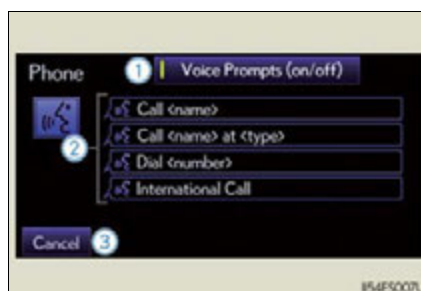 Phone 1 Voice Prompts (on/off)
Call <name>
2 Call <name> at <type>
Dial <number>
International Call
Cancel 3